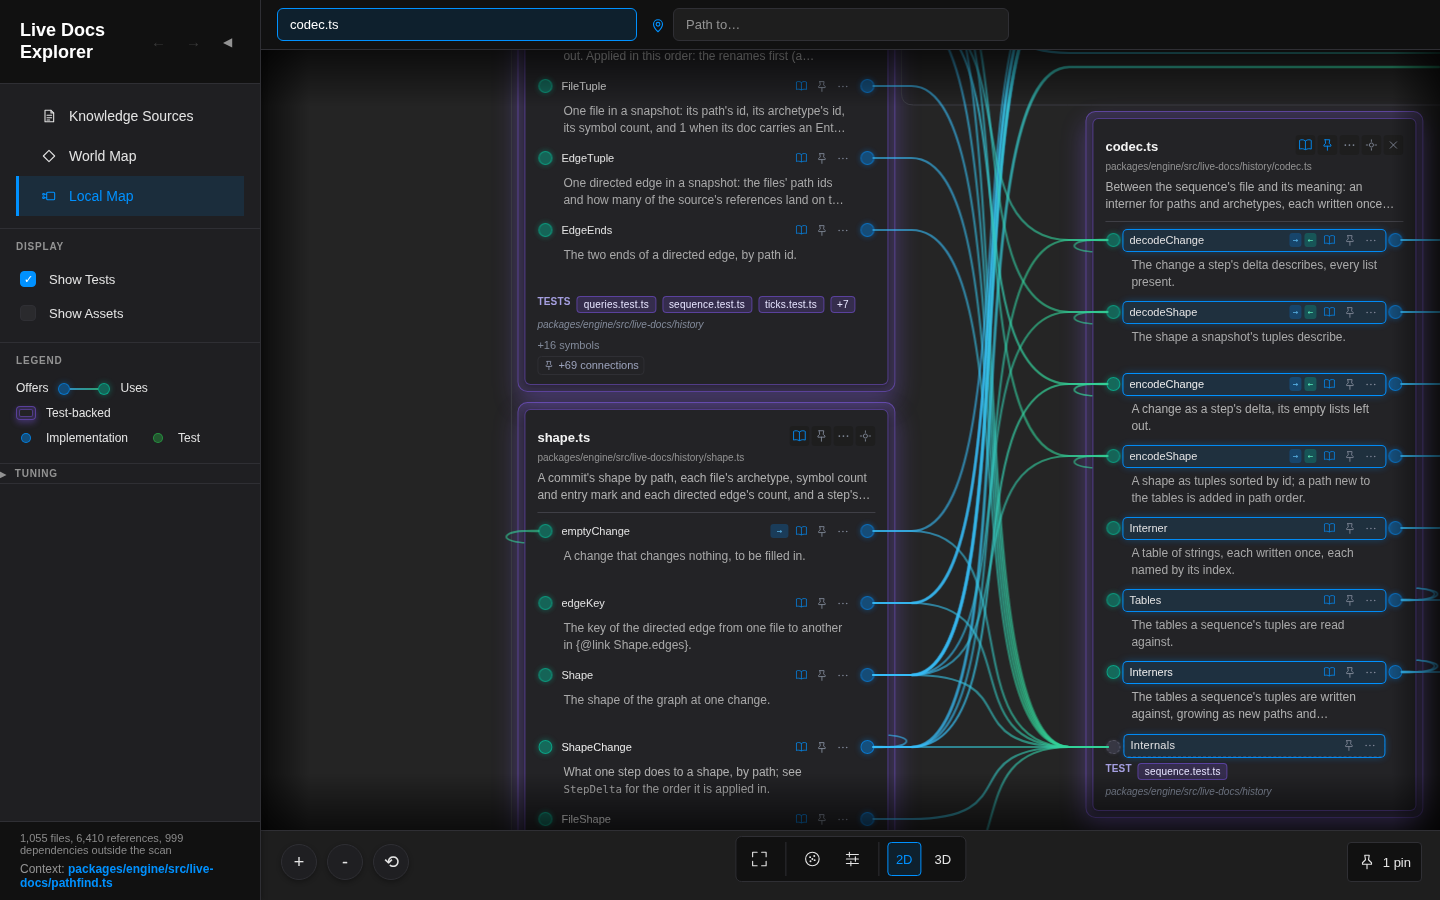 Live Docs
Explorer
← → ◀
Knowledge Sources
World Map
Local Map
DISPLAY
✓ Show Tests
Show Assets
LEGEND
Offers Uses
Test-backed
Implementation Test
▶ TUNING
1,055 files, 6,410 references, 999
dependencies outside the scan
Context: packages/engine/src/live-
docs/pathfind.ts
codec.ts
Path to…
out. Applied in this order: the renames first (a…
FileTuple
One file in a snapshot: its path's id, its archetype's id,
its symbol count, and 1 when its doc carries an Ent…
EdgeTuple
One directed edge in a snapshot: the files' path ids
and how many of the source's references land on t…
EdgeEnds
The two ends of a directed edge, by path id.
TESTS queries.test.ts sequence.test.ts ticks.test.ts +7
packages/engine/src/live-docs/history
+16 symbols
+69 connections
shape.ts
packages/engine/src/live-docs/history/shape.ts
A commit's shape by path, each file's archetype, symbol count
and entry mark and each directed edge's count, and a step's…
emptyChange →
A change that changes nothing, to be filled in.
edgeKey
The key of the directed edge from one file to another
in {@link Shape.edges}.
Shape
The shape of the graph at one change.
ShapeChange
What one step does to a shape, by path; see
StepDelta for the order it is applied in.
FileShape
codec.ts
packages/engine/src/live-docs/history/codec.ts
Between the sequence's file and its meaning: an
interner for paths and archetypes, each written once…
decodeChange → ←
The change a step's delta describes, every list
present.
decodeShape → ←
The shape a snapshot's tuples describe.
encodeChange → ←
A change as a step's delta, its empty lists left
out.
encodeShape → ←
A shape as tuples sorted by id; a path new to
the tables is added in path order.
Interner
A table of strings, each written once, each
named by its index.
Tables
The tables a sequence's tuples are read
against.
Interners
The tables a sequence's tuples are written
against, growing as new paths and…
Internals
TEST sequence.test.ts
packages/engine/src/live-docs/history
+ - ⟲
2D 3D
1 pin